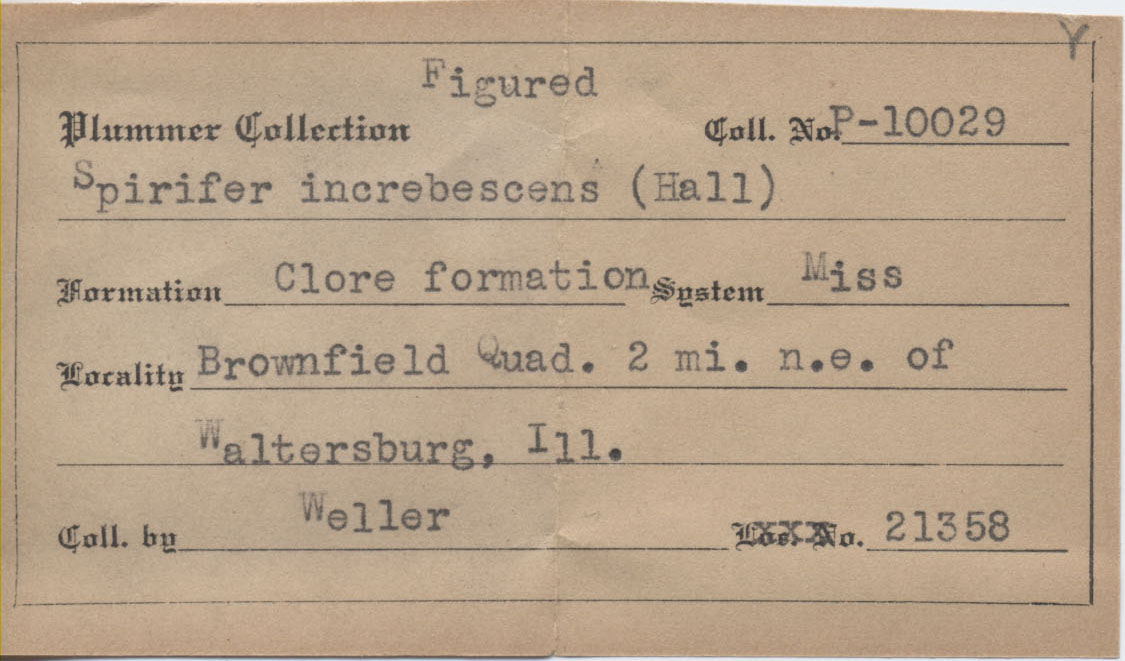 Y
Figured
Plummer Collection Coll. No. P-10029
Spirifer increbescens (Hall)
Formation Clore formation System Miss
Locality Brownfield Quad. 2 mi. n.e. of
Waltersburg, Ill.
Coll. by Weller Loc. No. 21358